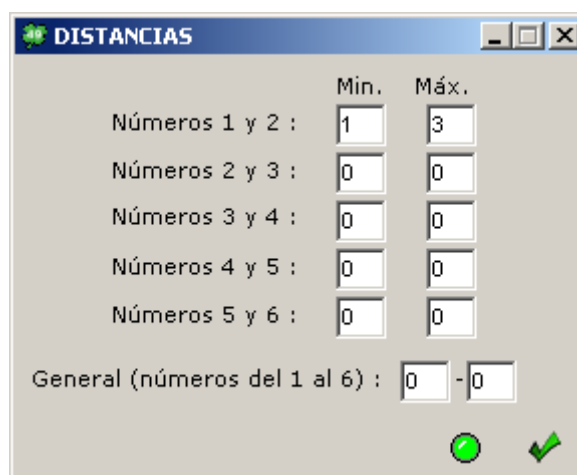 DISTANCIAS
Min. Máx.
Números 1 y 2 : 1 3
Números 2 y 3 : 0 0
Números 3 y 4 : 0 0
Números 4 y 5 : 0 0
Números 5 y 6 : 0 0
General (números del 1 al 6) : 0 - 0